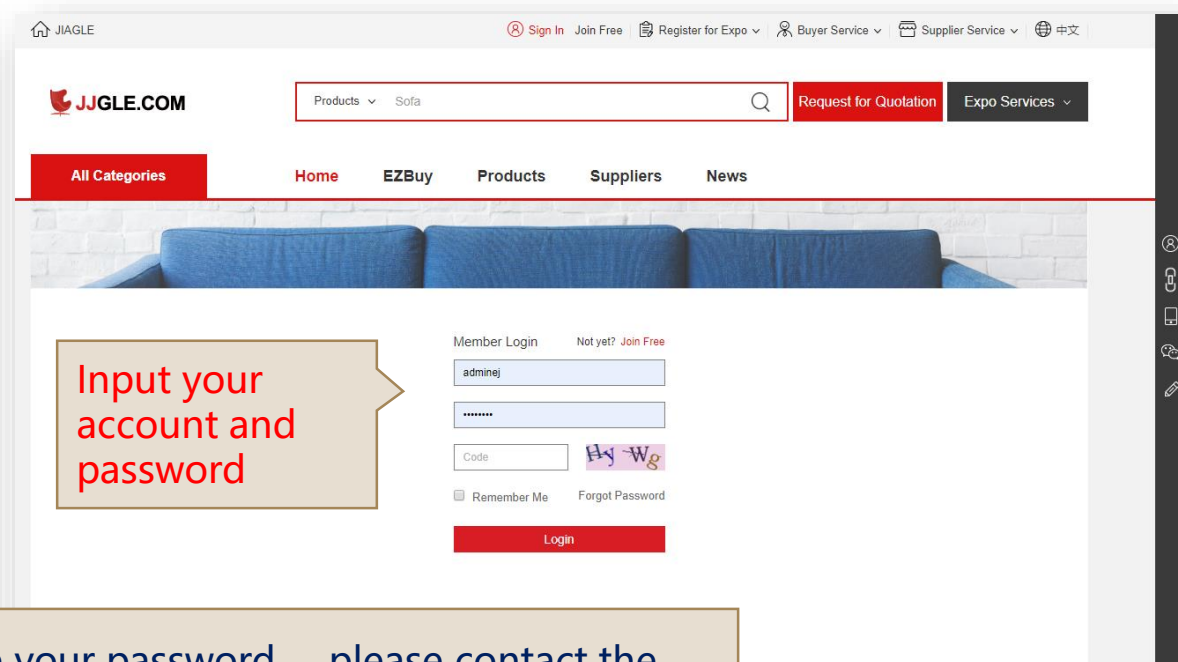 JIAGLE
Sign In Join Free Register for Expo Buyer Service Supplier Service 中文
JJGLE.COM
Products Sofa
Request for Quotation
Expo Services
All Categories
Home EZBuy Products Suppliers News
Input your
account and
password
Member Login Not yet? Join Free
adminej
••••••••
Code
Hy Wg
Remember Me Forgot Password
Login
your password, please contact the